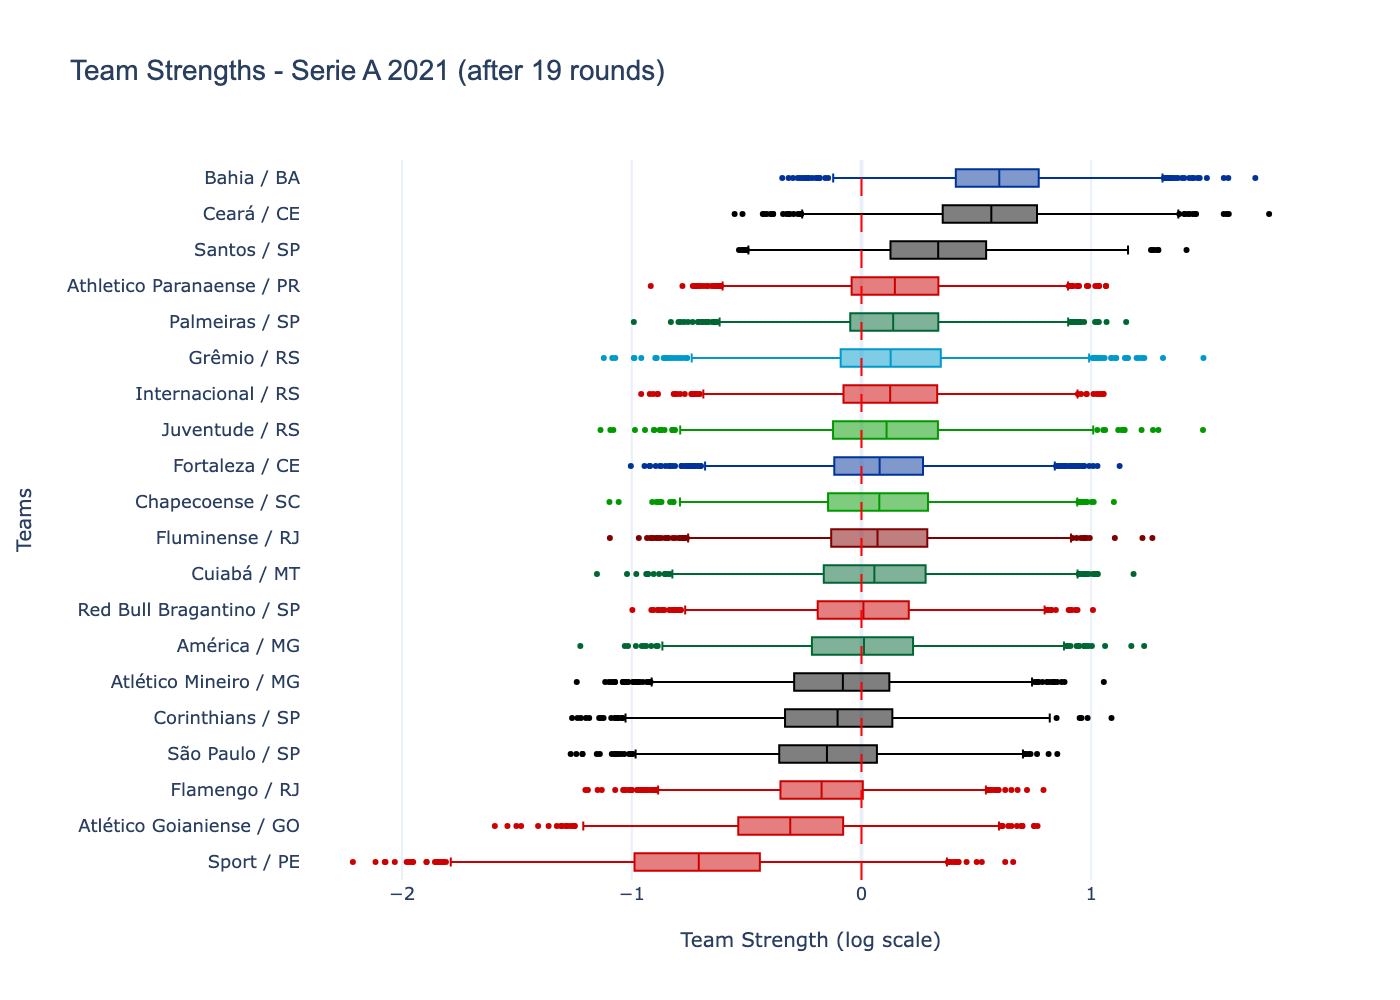 Team Strengths - Serie A 2021 (after 19 rounds)
Bahia / BA
Ceará / CE
Santos / SP
Athletico Paranaense / PR
Palmeiras / SP
Grêmio / RS
Internacional / RS
Juventude / RS
Fortaleza / CE
Chapecoense / SC
Fluminense / RJ
Cuiabá / MT
Red Bull Bragantino / SP
América / MG
Atlético Mineiro / MG
Corinthians / SP
São Paulo / SP
Flamengo / RJ
Atlético Goianiense / GO
Sport / PE
Teams
−2 −1 0 1
Team Strength (log scale)